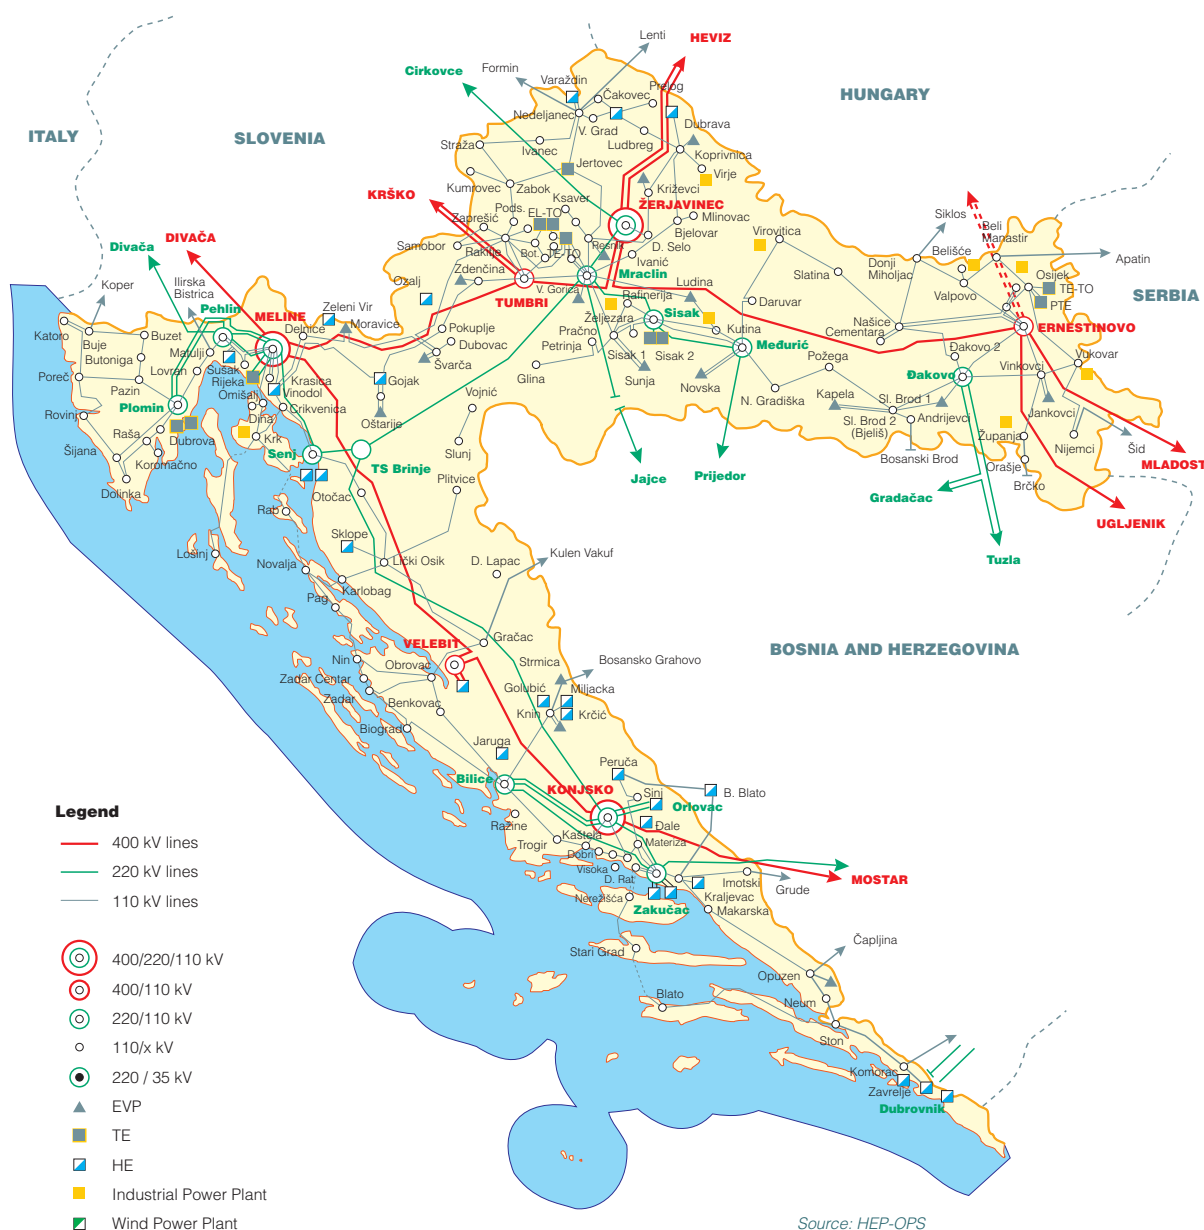 Lenti
HEVIZ
Formin
Cirkovce
Varaždin
Prelog
Čakovec
HUNGARY
Nedeljanec
V. Grad
Dubrava
ITALY
SLOVENIA
Straža
Ivanec
Ludbreg
Koprivnica
Jertovec
Virje
Kumrovec
Zabok
Križevci
KRŠKO
Ksaver
ŽERJAVINEC
Pods.
EL-TO
Mlinovac
Siklos
Beli
Manastir
Zaprešić
Bjelovar
Virovitica
DIVAČA
Divača
Samobor
Rakitje
Bot.
TE-TO
Resnik
D. Selo
Belišće
Donji
Miholjac
Apatin
Ivanić
Koper
Ilirska
Bistrica
Ozalj
Zdenčina
Mraclin
Ludina
Slatina
Valpovo
Osijek
TE-TO
PTE
SERBIA
TUMBRI
V. Gorica
Rafinerija
Zeleni Vir
Pehlin
MELINE
Moravice
Delnice
Željezara
Sisak
Daruvar
Našice
Cementara
ERNESTINOVO
Katoro
Buje
Buzet
Butoniga
Matulji
Pokuplje
Dubovac
Pračno
Petrinja
Kutina
Međurić
Požega
Đakovo 2
Vukovar
Sisak 1
Sisak 2
Poreč
Lovran
Sušak
Rijeka
Omišalj
Krasica
Vinodol
Crikvenica
Gojak
Švarča
Glina
Sunja
Novska
Đakovo
Vinkovci
Pazin
Vojnić
N. Gradiška
Kapela
Sl. Brod 1
Jankovci
Rovinj
Plomin
Dina
Oštarije
Sl. Brod 2
(Bjeliš)
Andrijevci
Raša
Dubrova
Krk
Županja
Šijana
Koromačno
Senj
Slunj
Bosanski Brod
Nijemci
Šid
MLADOST
TS Brinje
Plitvice
Jajce
Prijedor
Orašje
Brčko
Dolinka
Otočac
Gradačac
Rab
UGLJENIK
Sklope
Lošinj
Novalja
Lički Osik
D. Lapac
Kulen Vakuf
Tuzla
Karlobag
Pag
Gračac
VELEBIT
BOSNIA AND HERZEGOVINA
Nin
Obrovac
Strmica
Bosansko Grahovo
Zadar Centar
Golubić
Miljacka
Zadar
Benkovac
Knin
Krčić
Biograd
Jaruga
Peruča
Bilice
KONJSKO
Sinj
B. Blato
Orlovac
Ražine
Đale
Kaštela
Trogir
Materiza
Dobri
Visoka
D. Rat
Imotski
MOSTAR
Nerežišća
Kraljevac
Grude
Zakučac
Makarska
Stari Grad
Čapljina
Opuzen
Blato
Neum
Ston
Komorac
Zavrelje
Dubrovnik
Legend
400 kV lines
220 kV lines
110 kV lines
400/220/110 kV
400/110 kV
220/110 kV
110/x kV
220 / 35 kV
EVP
TE
HE
Industrial Power Plant
Wind Power Plant
Source: HEP-OPS